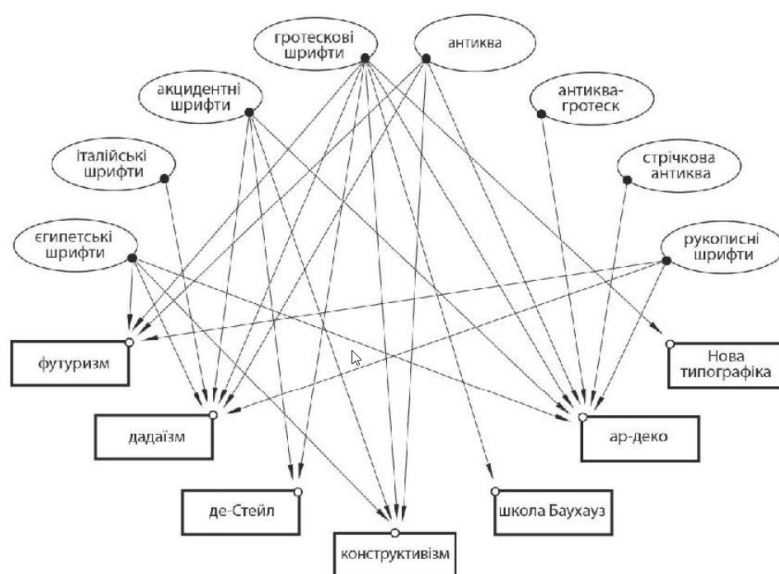 гротескові
шрифти
антиква
акцидентні
шрифти
антиква-
гротеск
італійські
шрифти
стрічкова
антиква
єгипетські
шрифти
рукописні
шрифти
футуризм
Нова
типографіка
дадаїзм
ар-деко
де-Стейл
школа Баухауз
конструктивізм